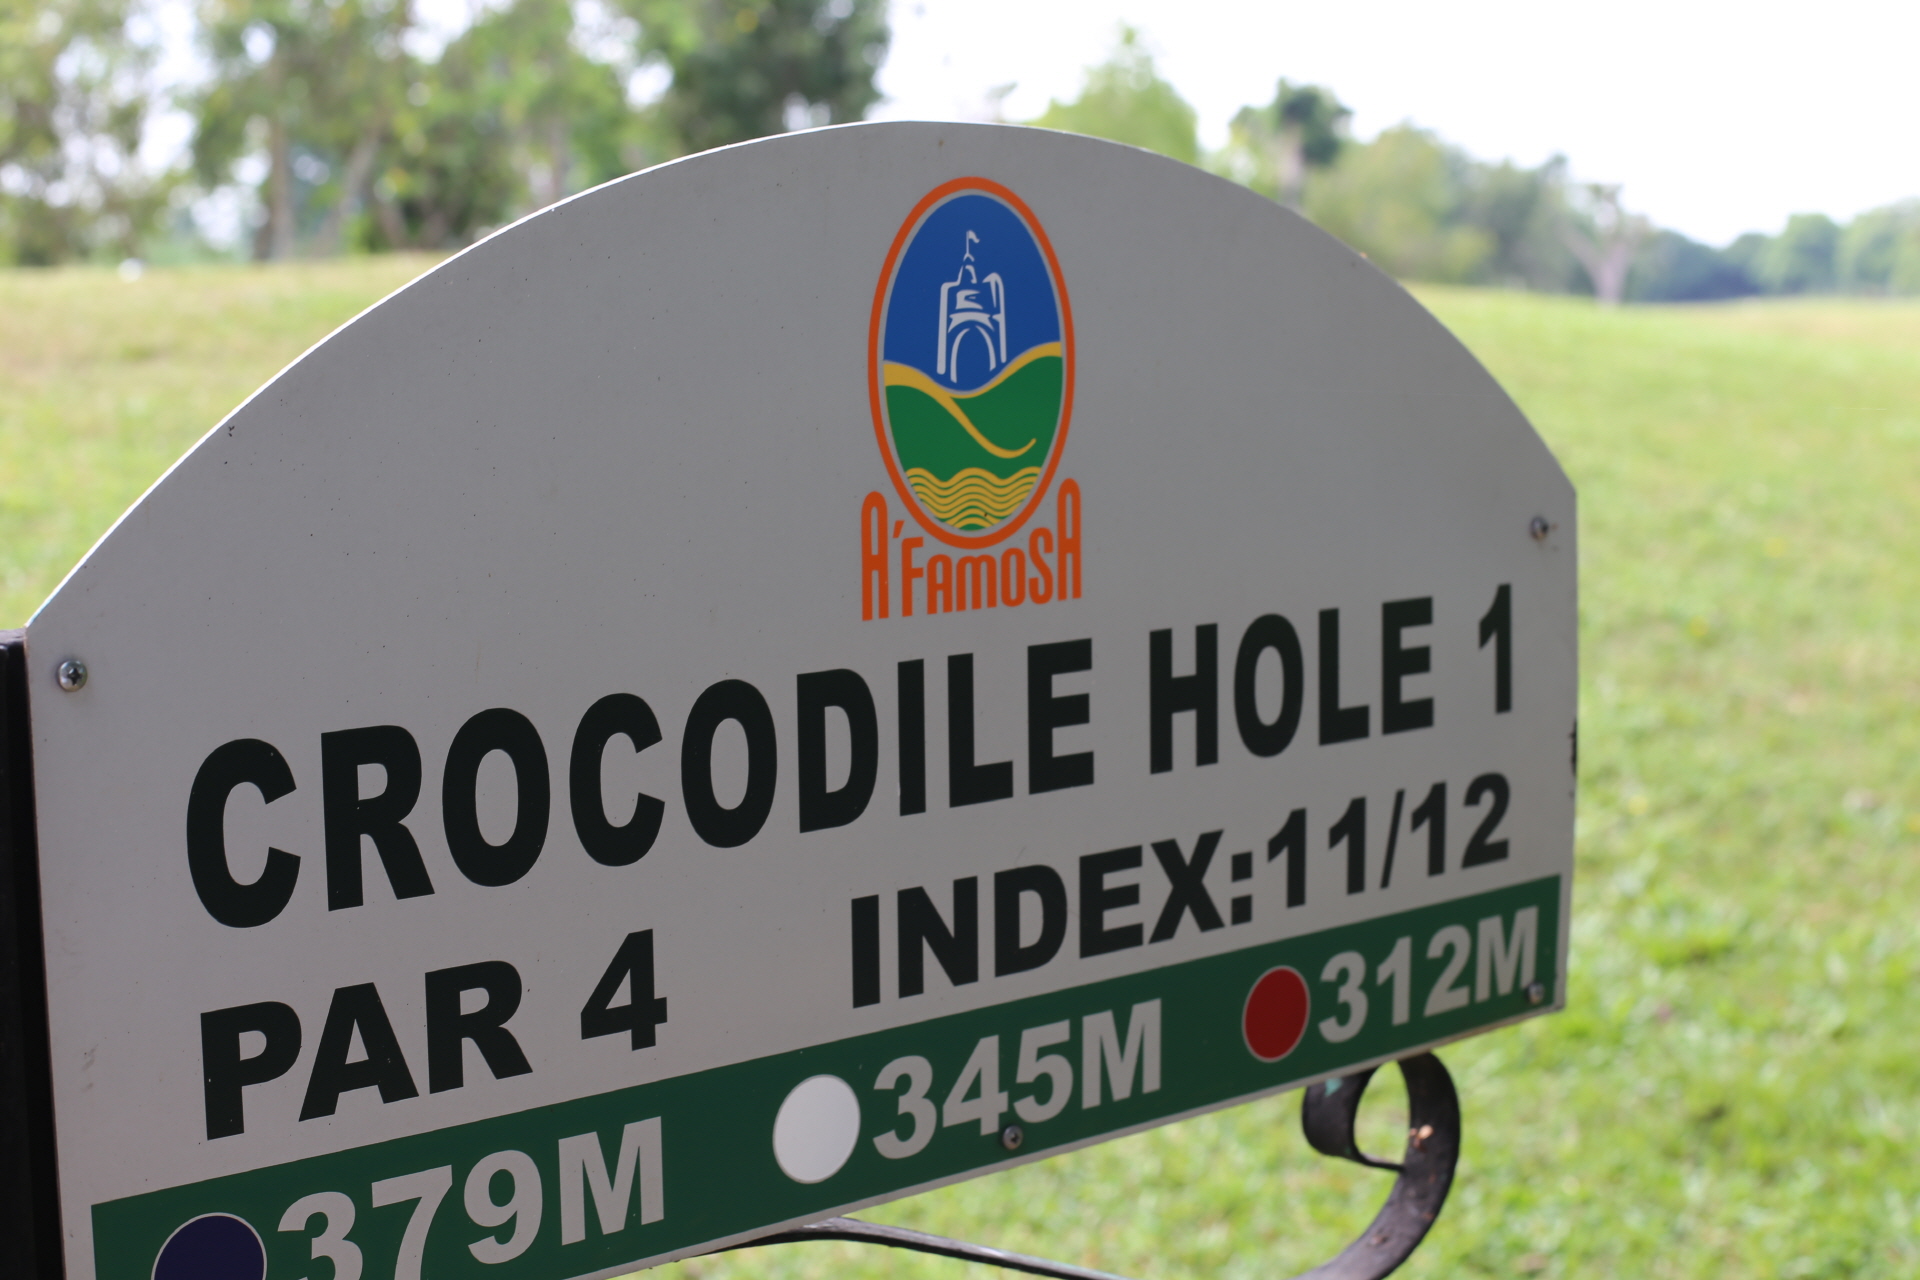 A'FAMOSA
CROCODILE HOLE 1
PAR 4 INDEX:11/12
379M 345M 312M